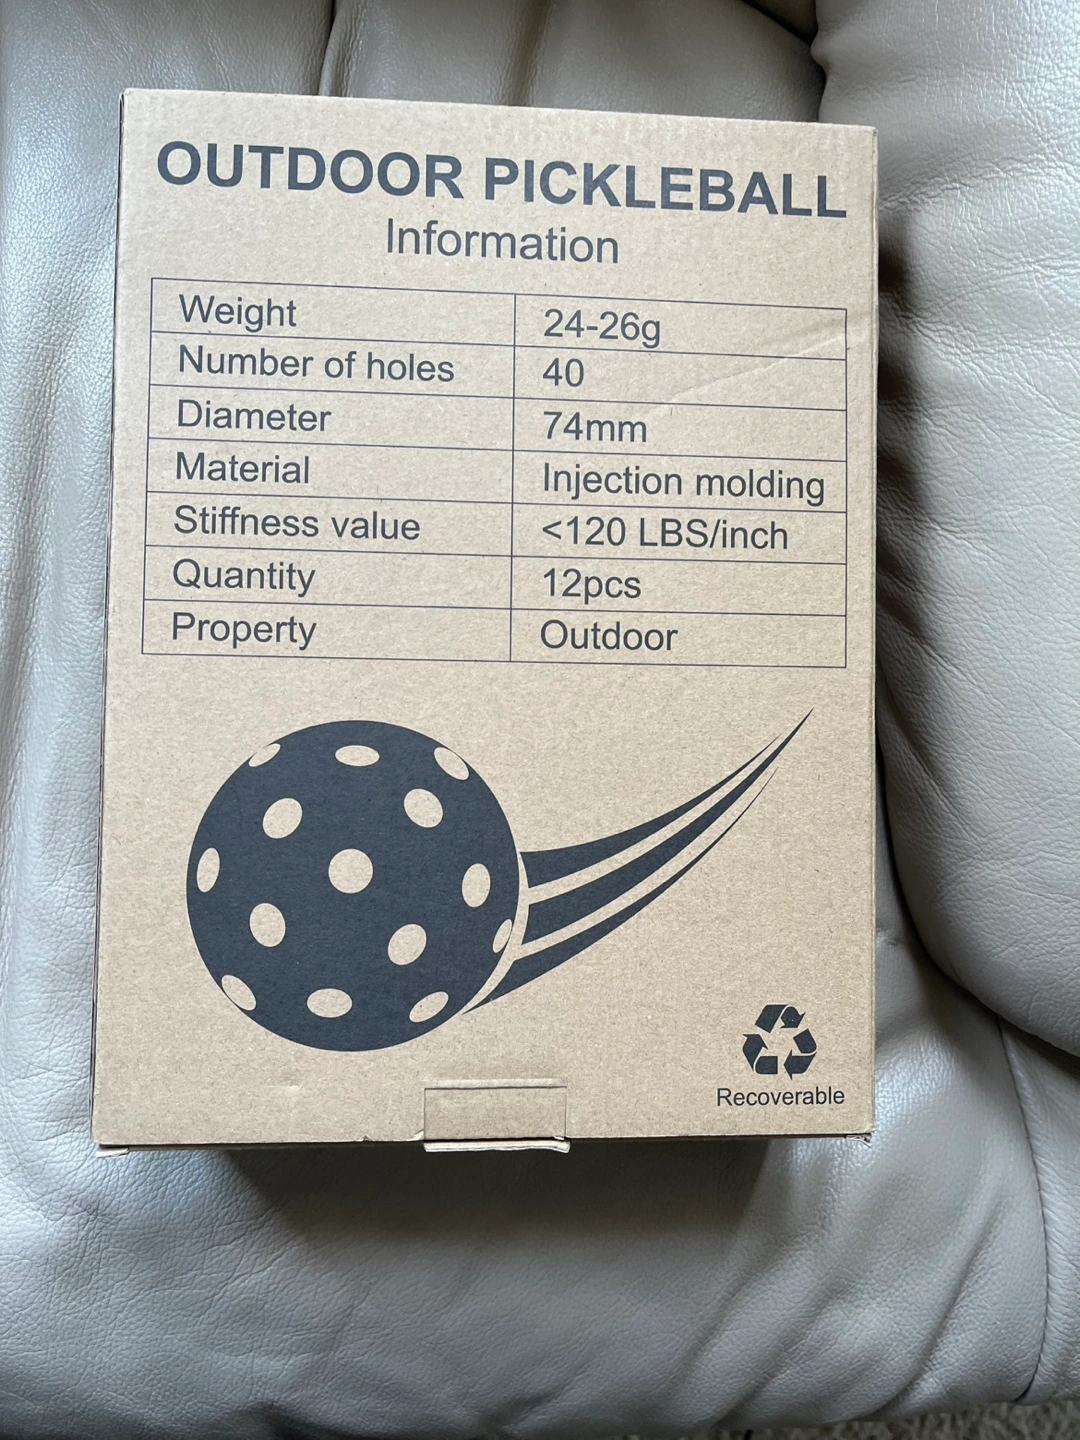 OUTDOOR PICKLEBALL
Information
Weight 24-26g
Number of holes 40
Diameter 74mm
Material Injection molding
Stiffness value <120 LBS/inch
Quantity 12pcs
Property Outdoor
Recoverable